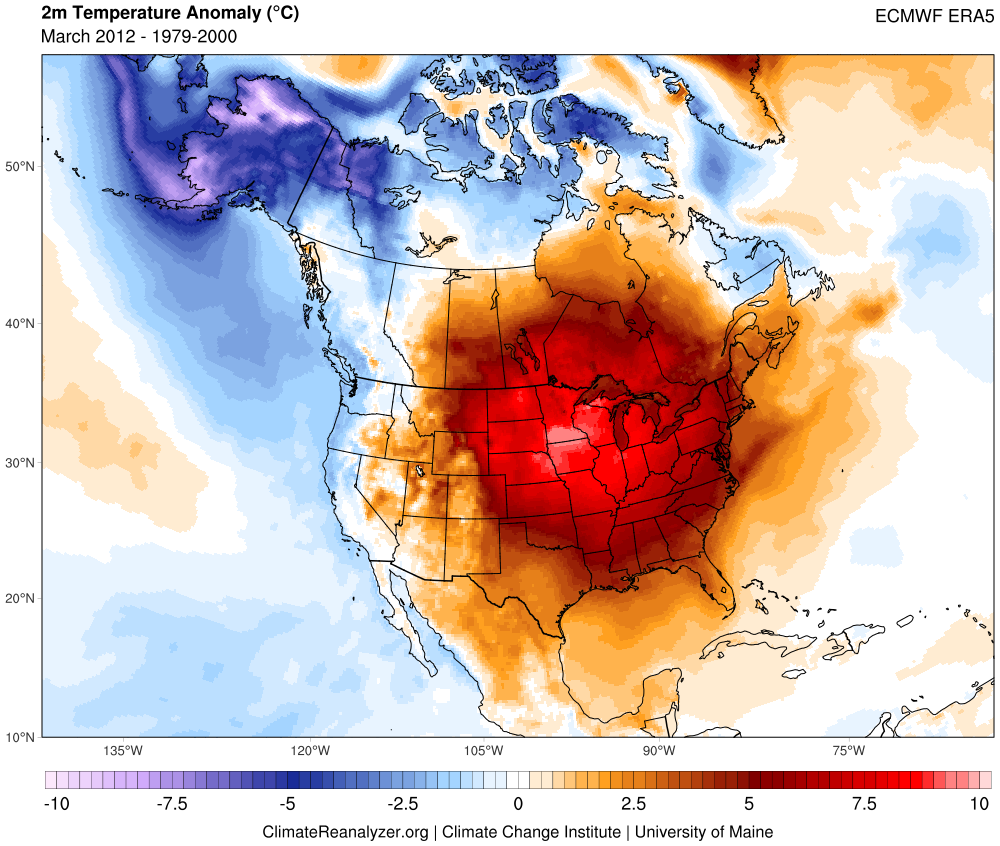 2m Temperature Anomaly (°C)
ECMWF ERA5
March 2012 - 1979-2000
50°N
40°N
30°N
20°N
10°N
135°W 120°W 105°W 90°W 75°W
-10 -7.5 -5 -2.5 0 2.5 5 7.5 10
ClimateReanalyzer.org | Climate Change Institute | University of Maine